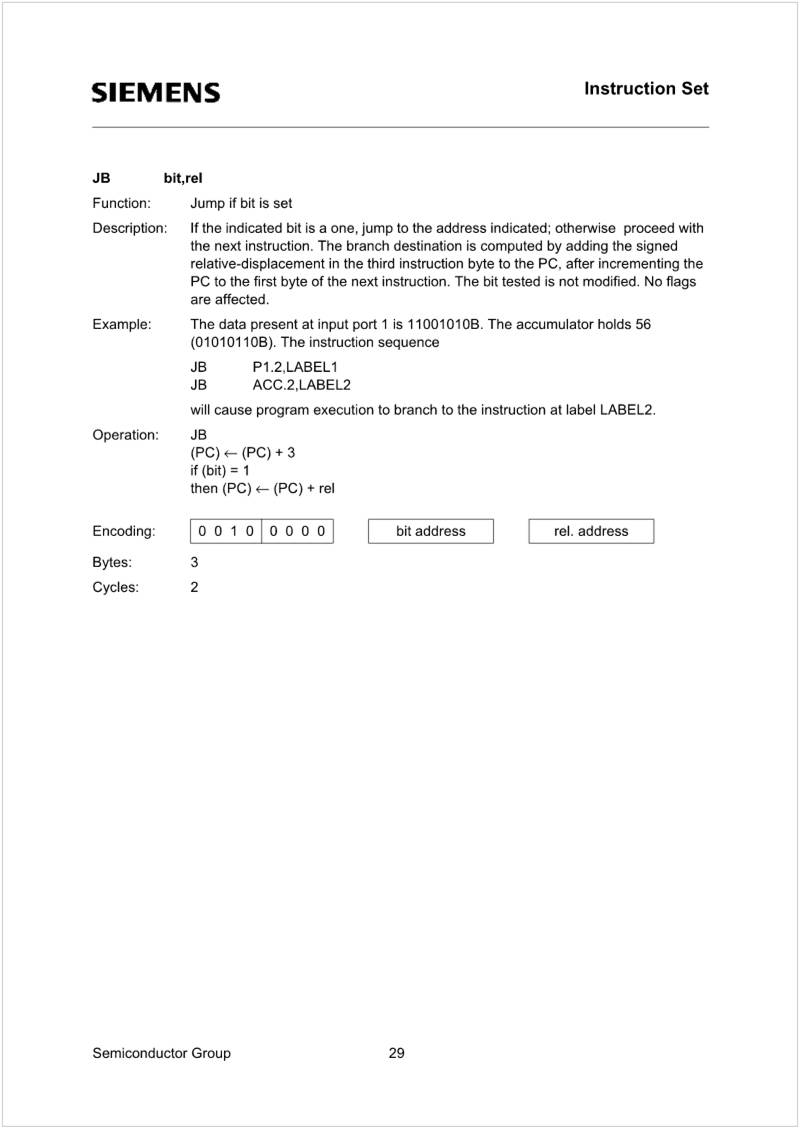 SIEMENS
Instruction Set
JB bit,rel
Function: Jump if bit is set
Description: If the indicated bit is a one, jump to the address indicated; otherwise proceed with
the next instruction. The branch destination is computed by adding the signed
relative-displacement in the third instruction byte to the PC, after incrementing the
PC to the first byte of the next instruction. The bit tested is not modified. No flags
are affected.
Example: The data present at input port 1 is 11001010B. The accumulator holds 56
(01010110B). The instruction sequence
JB P1.2,LABEL1
JB ACC.2,LABEL2
will cause program execution to branch to the instruction at label LABEL2.
Operation: JB
(PC) ← (PC) + 3
if (bit) = 1
then (PC) ← (PC) + rel
Encoding: 0 0 1 0 0 0 0 0 bit address rel. address
Bytes: 3
Cycles: 2
Semiconductor Group 29